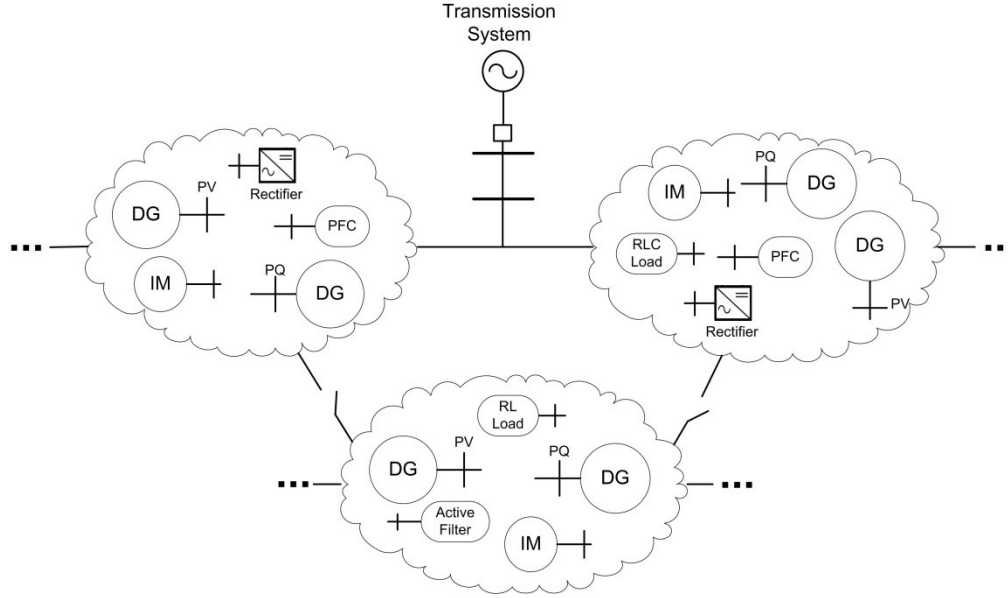 Transmission
System
Rectifier
PV
DG
PFC
IM
PQ
DG
IM
PQ
DG
RLC
Load
PFC
DG
PV
Rectifier
RL
Load
PV
DG
PQ
DG
Active
Filter
IM